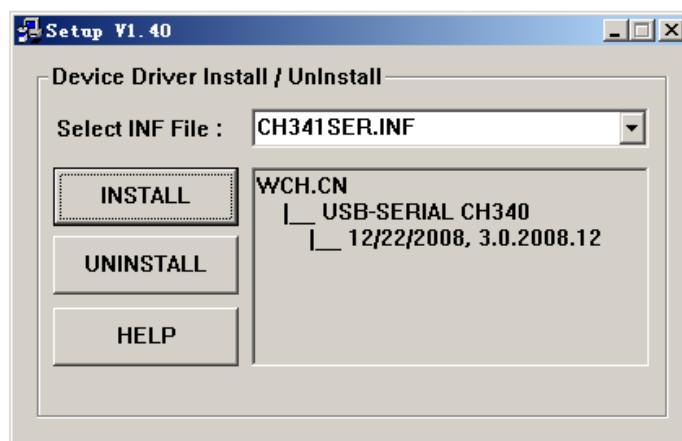 Setup V1.40
Device Driver Install / UnInstall
Select INF File :
CH341SER.INF
INSTALL
UNINSTALL
HELP
WCH.CN
|__ USB-SERIAL CH340
|__ 12/22/2008, 3.0.2008.12